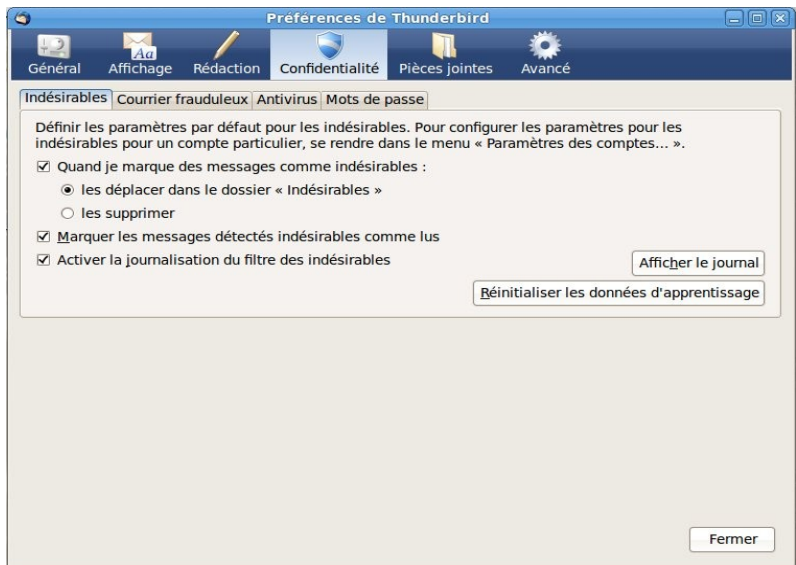 Préférences de Thunderbird
Aa
Général Affichage Rédaction Confidentialité Pièces jointes Avancé
Indésirables Courrier frauduleux Antivirus Mots de passe
Définir les paramètres par défaut pour les indésirables. Pour configurer les paramètres pour les
indésirables pour un compte particulier, se rendre dans le menu « Paramètres des comptes... ».
Quand je marque des messages comme indésirables :
les déplacer dans le dossier « Indésirables »
les supprimer
Marquer les messages détectés indésirables comme lus
Activer la journalisation du filtre des indésirables
Afficher le journal
Réinitialiser les données d'apprentissage
Fermer